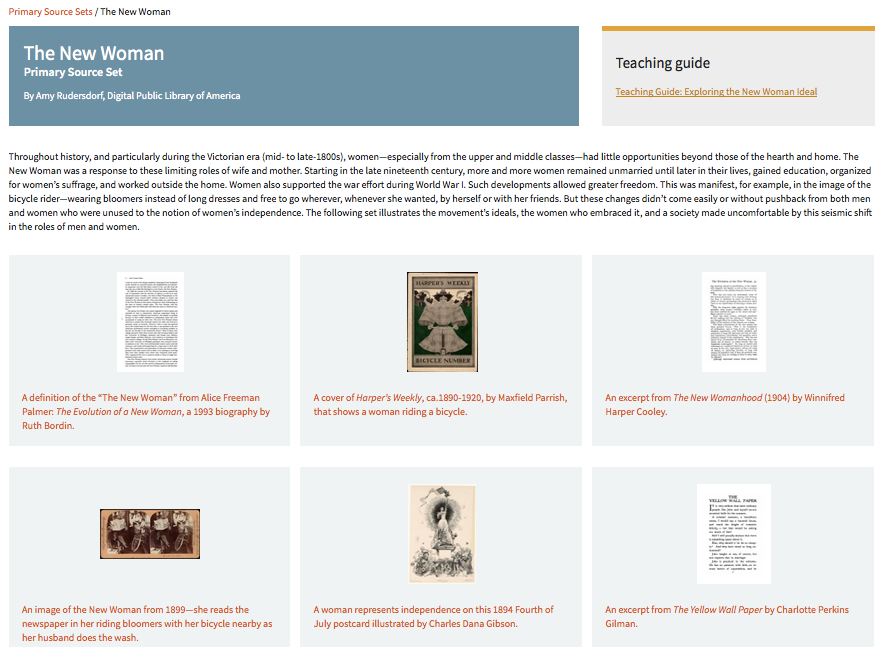 Primary Source Sets / The New Woman
The New Woman
Primary Source Set
By Amy Rudersdorf, Digital Public Library of America
Teaching guide
Teaching Guide: Exploring the New Woman Ideal
Throughout history, and particularly during the Victorian era (mid- to late-1800s), women—especially from the upper and middle classes—had little opportunities beyond those of the hearth and home. The
New Woman was a response to these limiting roles of wife and mother. Starting in the late nineteenth century, more and more women remained unmarried until later in their lives, gained education, organized
for women's suffrage, and worked outside the home. Women also supported the war effort during World War I. Such developments allowed greater freedom. This was manifest, for example, in the image of the
bicycle rider—wearing bloomers instead of long dresses and free to go wherever, whenever she wanted, by herself or with her friends. But these changes didn't come easily or without pushback from both men
and women who were unused to the notion of women's independence. The following set illustrates the movement's ideals, the women who embraced it, and a society made uncomfortable by this seismic shift
in the roles of men and women.
HARPER'S WEEKLY
BICYCLE NUMBER
A definition of the “The New Woman” from Alice Freeman
Palmer: The Evolution of a New Woman, a 1993 biography by
Ruth Bordin.
A cover of Harper's Weekly, ca.1890-1920, by Maxfield Parrish,
that shows a woman riding a bicycle.
An excerpt from The New Womanhood (1904) by Winnifred
Harper Cooley.
THE
YELLOW WALL PAPER
An image of the New Woman from 1899—she reads the
newspaper in her riding bloomers with her bicycle nearby as
her husband does the wash.
A woman represents independence on this 1894 Fourth of
July postcard illustrated by Charles Dana Gibson.
An excerpt from The Yellow Wall Paper by Charlotte Perkins
Gilman.